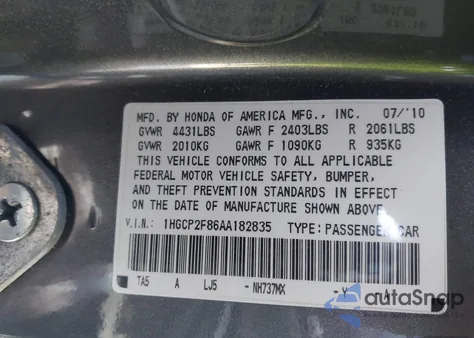 MFD. BY HONDA OF AMERICA MFG., INC. 07/'10
GVWR 4431LBS GAWR F 2403LBS R 2061LBS
GVWR 2010KG GAWR F 1090KG R 935KG
THIS VEHICLE CONFORMS TO ALL APPLICABLE
FEDERAL MOTOR VEHICLE SAFETY, BUMPER,
AND THEFT PREVENTION STANDARDS IN EFFECT
ON THE DATE OF MANUFACTURE SHOWN ABOVE.
V.I.N.: 1HGCP2F86AA182835 TYPE: PASSENGER CAR
TA5 A LJ5 -NH737MX -Y
autoSnap